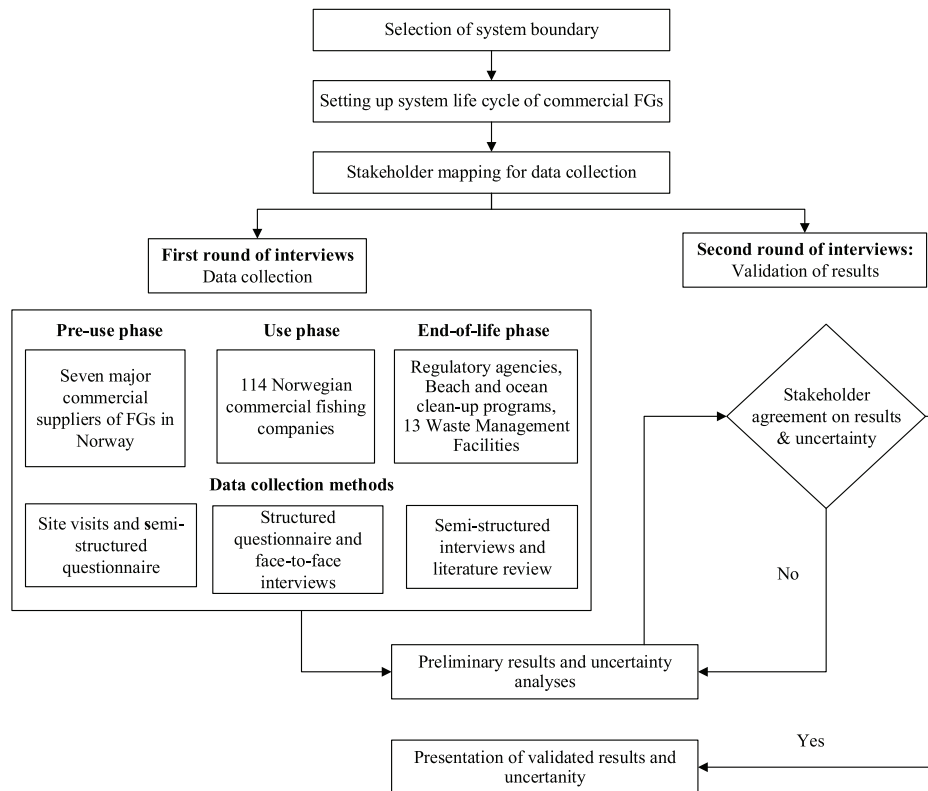 Selection of system boundary
Setting up system life cycle of commercial FGs
Stakeholder mapping for data collection
First round of interviews
Data collection
Second round of interviews:
Validation of results
Pre-use phase
Use phase
End-of-life phase
Seven major
commercial
suppliers of FGs in
Norway
114 Norwegian
commercial fishing
companies
Regulatory agencies,
Beach and ocean
clean-up programs,
13 Waste Management
Facilities
Data collection methods
Site visits and semi-
structured
questionnaire
Structured
questionnaire and
face-to-face
interviews
Semi-structured
interviews and
literature review
Stakeholder
agreement on results
& uncertainty
No
Preliminary results and uncertainty
analyses
Yes
Presentation of validated results and
uncertanity